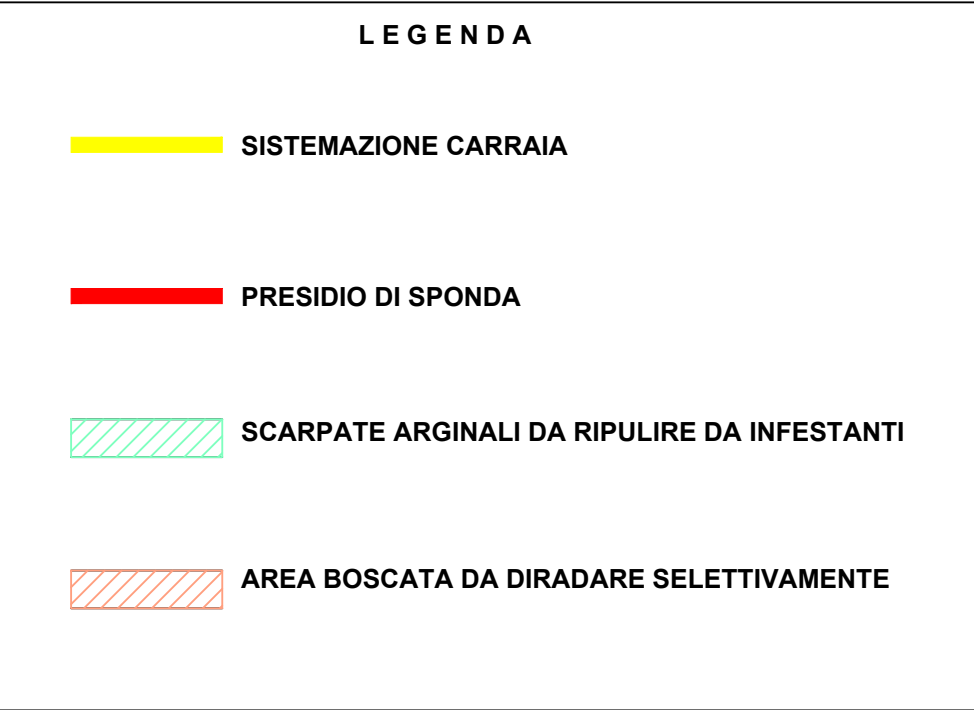 L E G E N D A
SISTEMAZIONE CARRAIA
PRESIDIO DI SPONDA
SCARPATE ARGINALI DA RIPULIRE DA INFESTANTI
AREA BOSCATA DA DIRADARE SELETTIVAMENTE